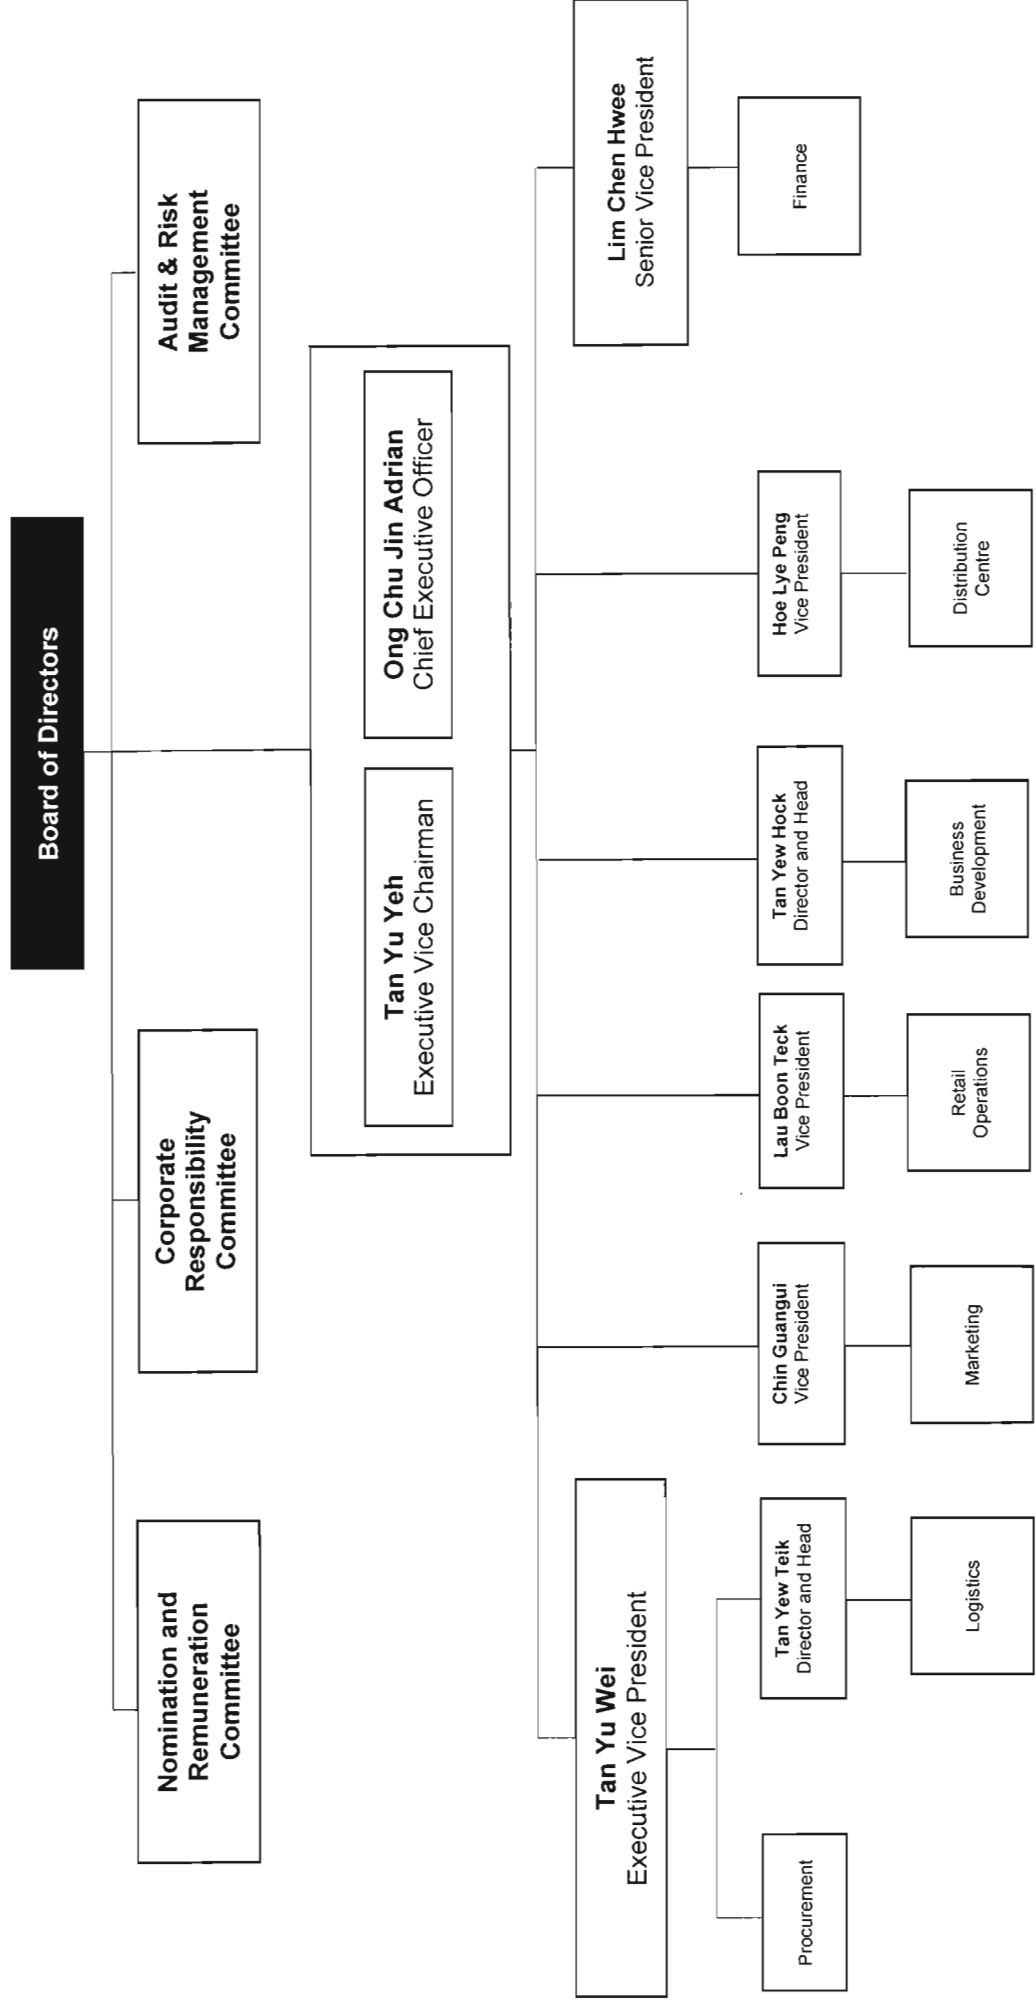 Board of Directors
Nomination and
Remuneration
Committee
Corporate
Responsibility
Committee
Audit & Risk
Management
Committee
Tan Yu Yeh
Executive Vice Chairman
Ong Chu Jin Adrian
Chief Executive Officer
Tan Yu Wei
Executive Vice President
Lim Chen Hwee
Senior Vice President
Procurement
Tan Yew Teik
Director and Head
Chin Guangui
Vice President
Lau Boon Teck
Vice President
Tan Yew Hock
Director and Head
Hoe Lye Peng
Vice President
Finance
Logistics
Marketing
Retail
Operations
Business
Development
Distribution
Centre